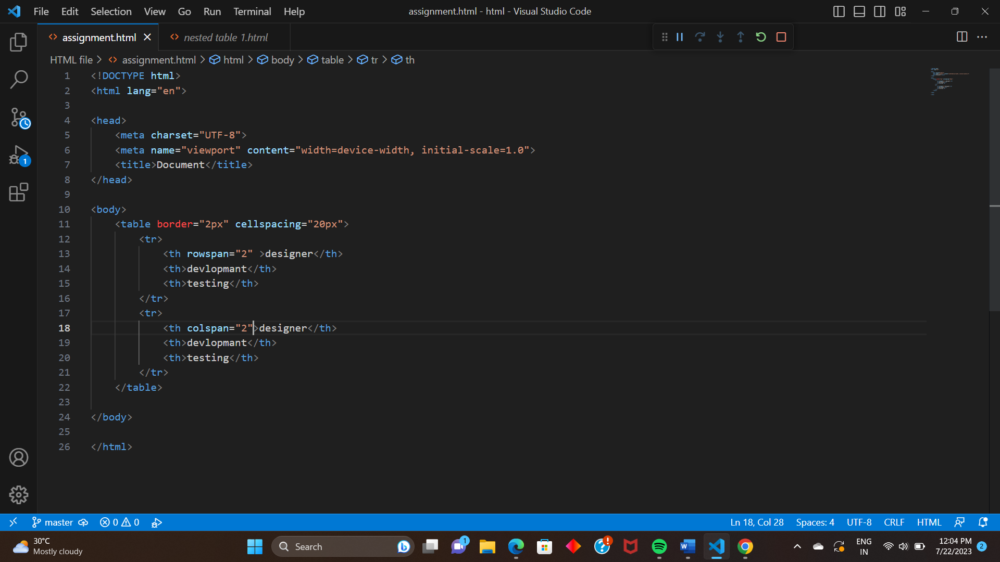 File Edit Selection View Go Run Terminal Help assignment.html - html - Visual Studio Code
assignment.html nested table 1.html
HTML file > assignment.html > html > body > table > tr > th
1 <!DOCTYPE html>
2 <html lang="en">
3
4 <head>
5 <meta charset="UTF-8">
6 <meta name="viewport" content="width=device-width, initial-scale=1.0">
7 <title>Document</title>
8 </head>
9
10 <body>
11 <table border="2px" cellspacing="20px">
12 <tr>
13 <th rowspan="2" >designer</th>
14 <th>devlopmant</th>
15 <th>testing</th>
16 </tr>
17 <tr>
18 <th colspan="2">designer</th>
19 <th>devlopmant</th>
20 <th>testing</th>
21 </tr>
22 </table>
23
24 </body>
25
26 </html>
1
master 0 0 Ln 18, Col 28 Spaces: 4 UTF-8 CRLF HTML
30°C
Mostly cloudy
Search
1
ENG
IN
12:04 PM
7/22/2023
2